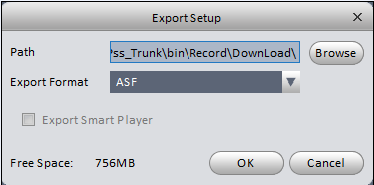 Export Setup
Path
ss_Trunk\bin\Record\DownLoad\
Browse
Export Format
ASF
Export Smart Player
Free Space: 756MB
OK
Cancel